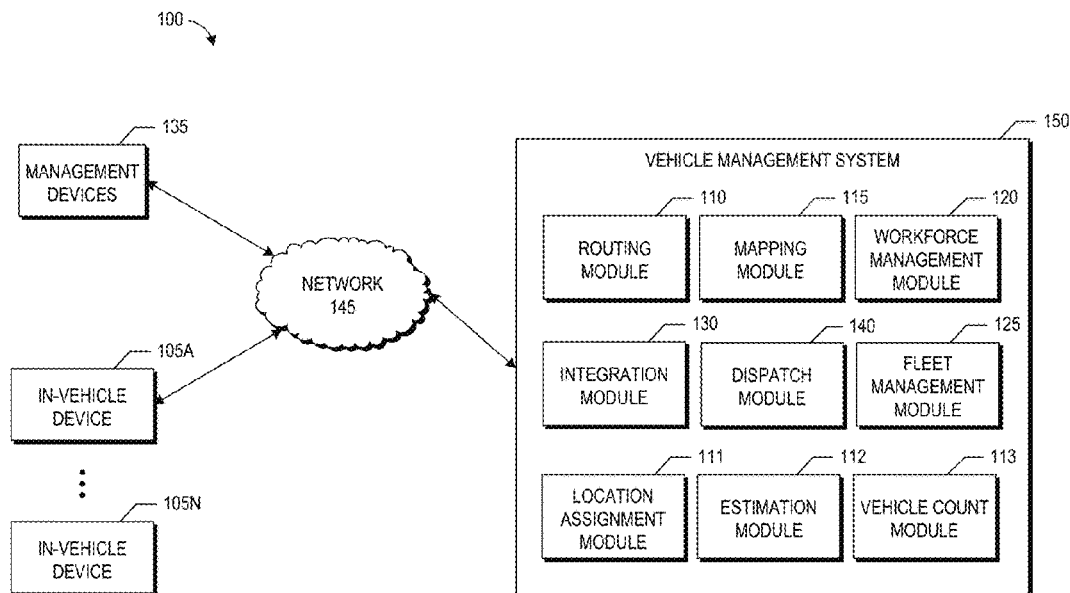 100
135
MANAGEMENT
DEVICES
NETWORK
145
105A
IN-VEHICLE
DEVICE
105N
IN-VEHICLE
DEVICE
150
VEHICLE MANAGEMENT SYSTEM
110
ROUTING
MODULE
115
MAPPING
MODULE
120
WORKFORCE
MANAGEMENT
MODULE
130
INTEGRATION
MODULE
140
DISPATCH
MODULE
125
FLEET
MANAGEMENT
MODULE
111
LOCATION
ASSIGNMENT
MODULE
112
ESTIMATION
MODULE
113
VEHICLE COUNT
MODULE